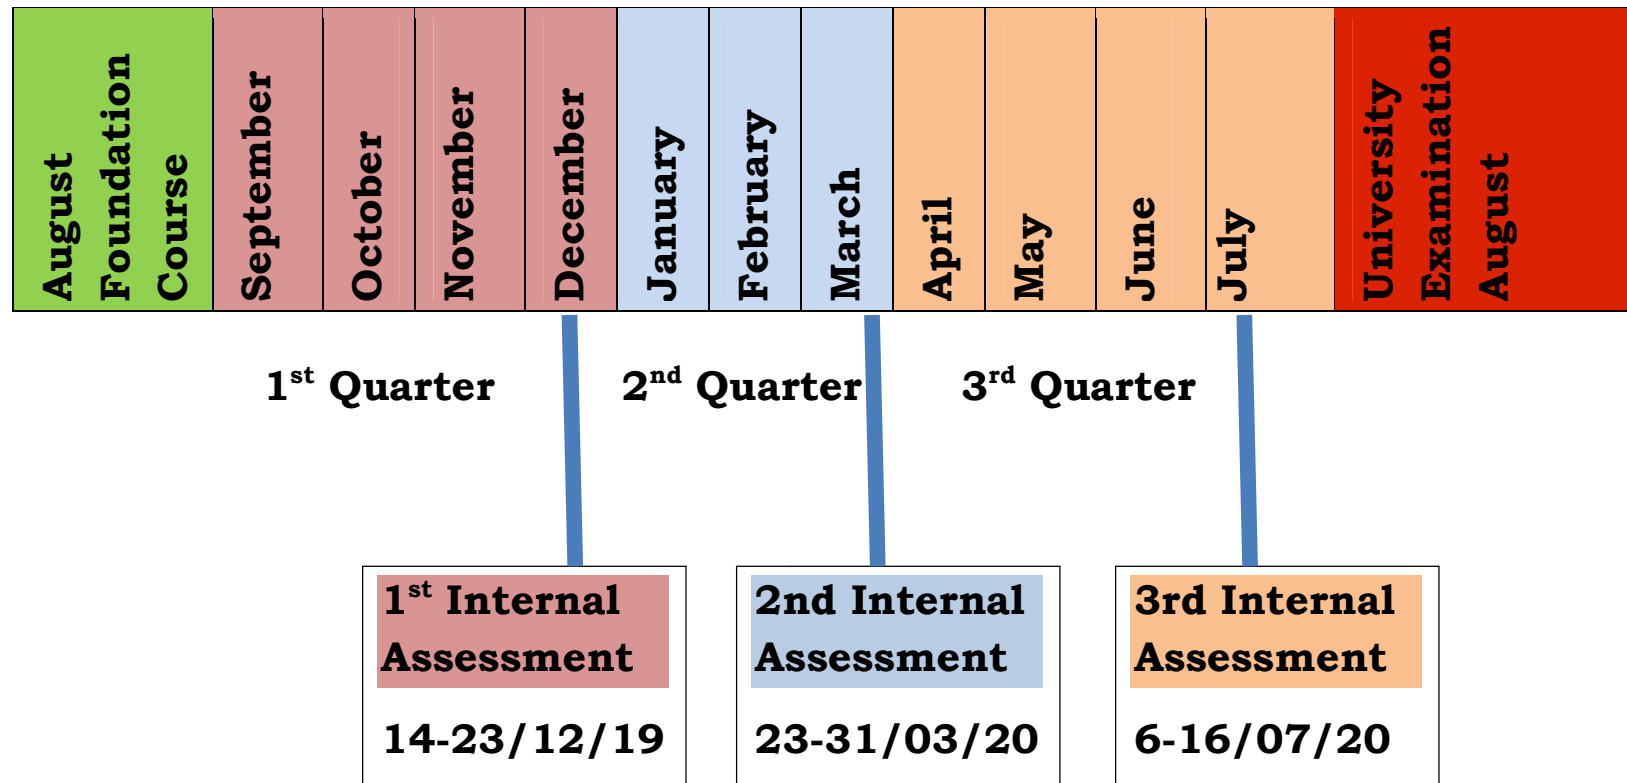 August
Foundation
Course
September
October
November
December
January
February
March
April
May
June
July
University
Examination
August
1st Quarter
2nd Quarter
3rd Quarter
1st Internal
Assessment
14-23/12/19
2nd Internal
Assessment
23-31/03/20
3rd Internal
Assessment
6-16/07/20